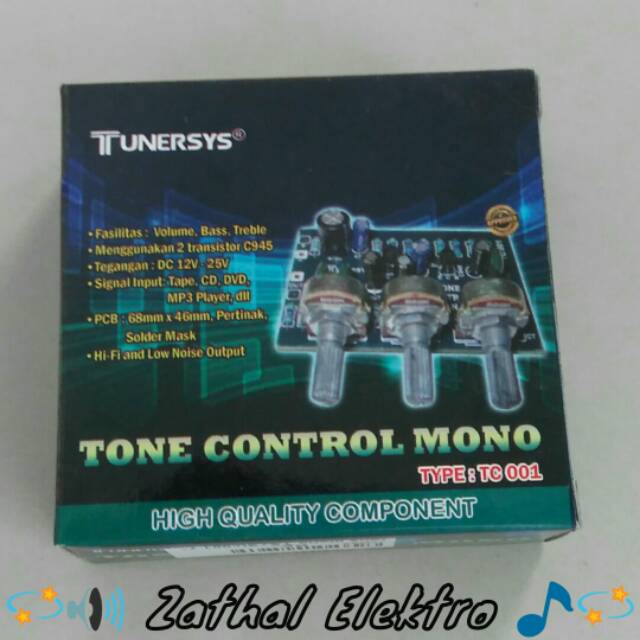 TUNERSYS®
• Fasilitas : Volume, Bass, Treble
• Menggunakan 2 transistor C945
• Tegangan : DC 12V 25V
• Signal Input: Tape, CD, DVD,
MP3 Player, dll
• PCB : 68mm x 46mm, Pertinak,
Solder Mask
• Hi-Fi and Low Noise Output
TONE CONTROL MONO
TYPE : TC 001
HIGH QUALITY COMPONENT
Zathal Elektro